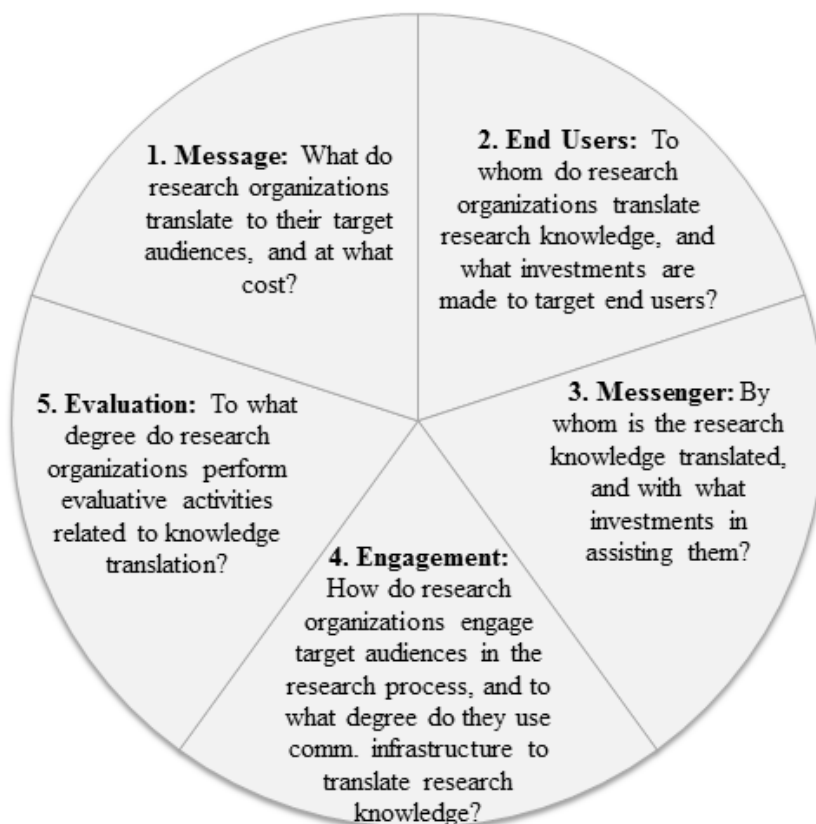 1. Message: What do
research organizations
translate to their target
audiences, and at what
cost?
2. End Users: To
whom do research
organizations translate
research knowledge, and
what investments are
made to target end users?
3. Messenger: By
whom is the research
knowledge translated,
and with what
investments in
assisting them?
4. Engagement:
How do research
organizations engage
target audiences in the
research process, and to
what degree do they use
comm. infrastructure to
translate research
knowledge?
5. Evaluation: To what
degree do research
organizations perform
evaluative activities
related to knowledge
translation?